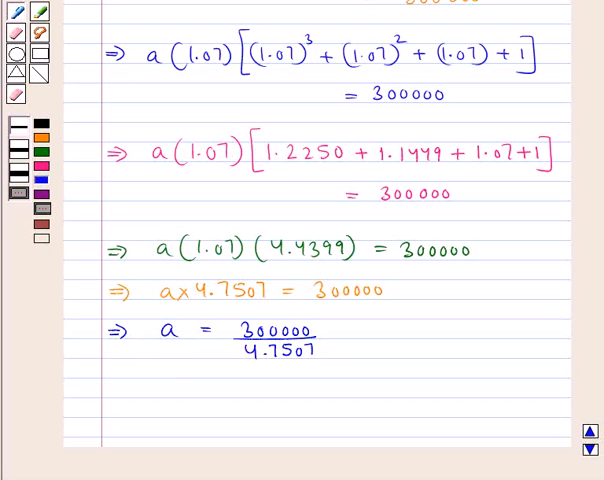 300000
⇒ a (1.07) [(1.07)³ + (1.07)² + (1.07) + 1]
= 300000
⇒ a (1.07) [1.2250 + 1.1449 + 1.07+1]
= 300000
⇒ a (1.07) (4.4399) = 300000
⇒ a x 4.7507 = 300000
⇒ a = 300000
4.7507